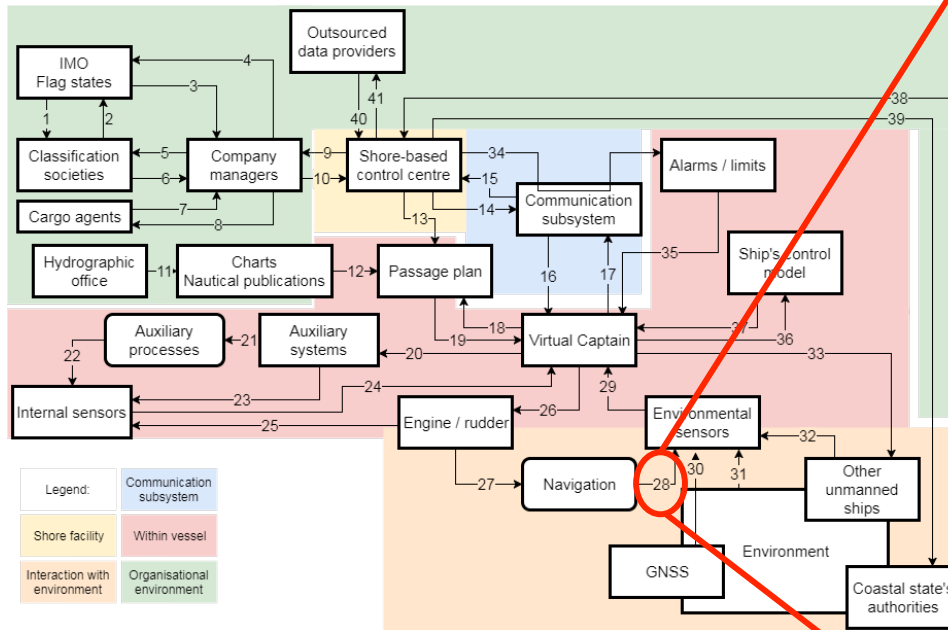 Outsourced
data providers
IMO
Flag states
4
3
1
2
40
41
38
39
Classification
societies
5
6
Company
managers
9
10
Shore-based
control centre
34
15
14
Alarms / limits
Communication
subsystem
Cargo agents
7
8
13
Hydrographic
office
11
Charts
Nautical publications
12
Passage plan
16
17
35
Ship's control
model
18
19
Virtual Captain
37
36
33
Auxiliary
processes
21
Auxiliary
systems
20
22
23
24
29
Internal sensors
25
Engine / rudder
26
Environmental
sensors
32
27
Navigation
28
30
31
Other
unmanned
ships
Environment
GNSS
Coastal state's
authorities
Legend:
Communication
subsystem
Shore facility
Within vessel
Interaction with
environment
Organisational
environment